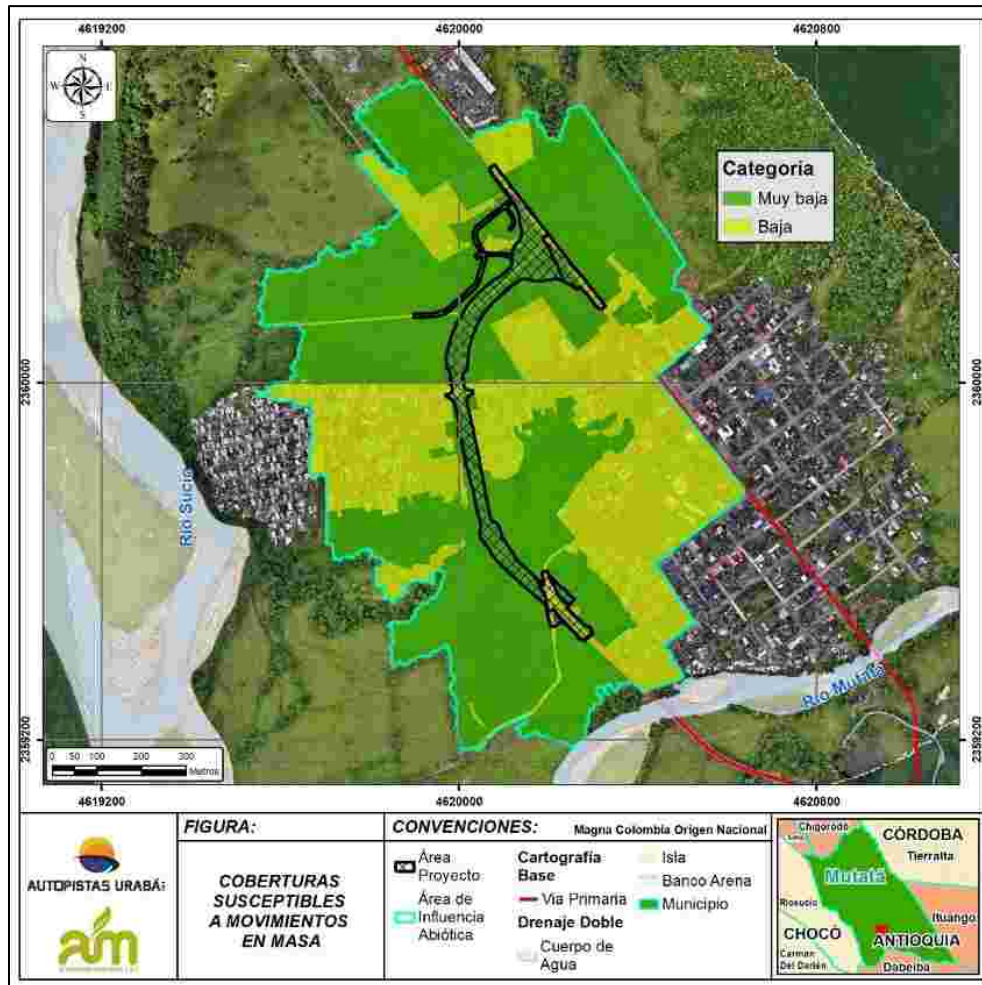 4619200
4620000
4620800
N
W
E
S
Categoría
Muy baja
Baja
2360000
2360000
Río Sucio
Río Mutatá
2359200
2359200
0 50 100 200 300
Metros
4619200
4620000
4620800
AUTOPISTAS URABÁ
aim
FIGURA:
COBERTURAS
SUSCEPTIBLES
A MOVIMIENTOS
EN MASA
CONVENCIONES:
Magna Colombia Origen Nacional
Área
Proyecto
Área de
Influencia
Abiótica
Cartografía
Base
Vía Primaria
Drenaje Doble
Cuerpo de
Agua
Isla
Banco Arena
Municipio
Chigorodó
CÓRDOBA
Tierralta
Mutatá
Riosucio
Ituango
CHOCÓ
ANTIOQUIA
Carmen
Del Darién
Dabeiba